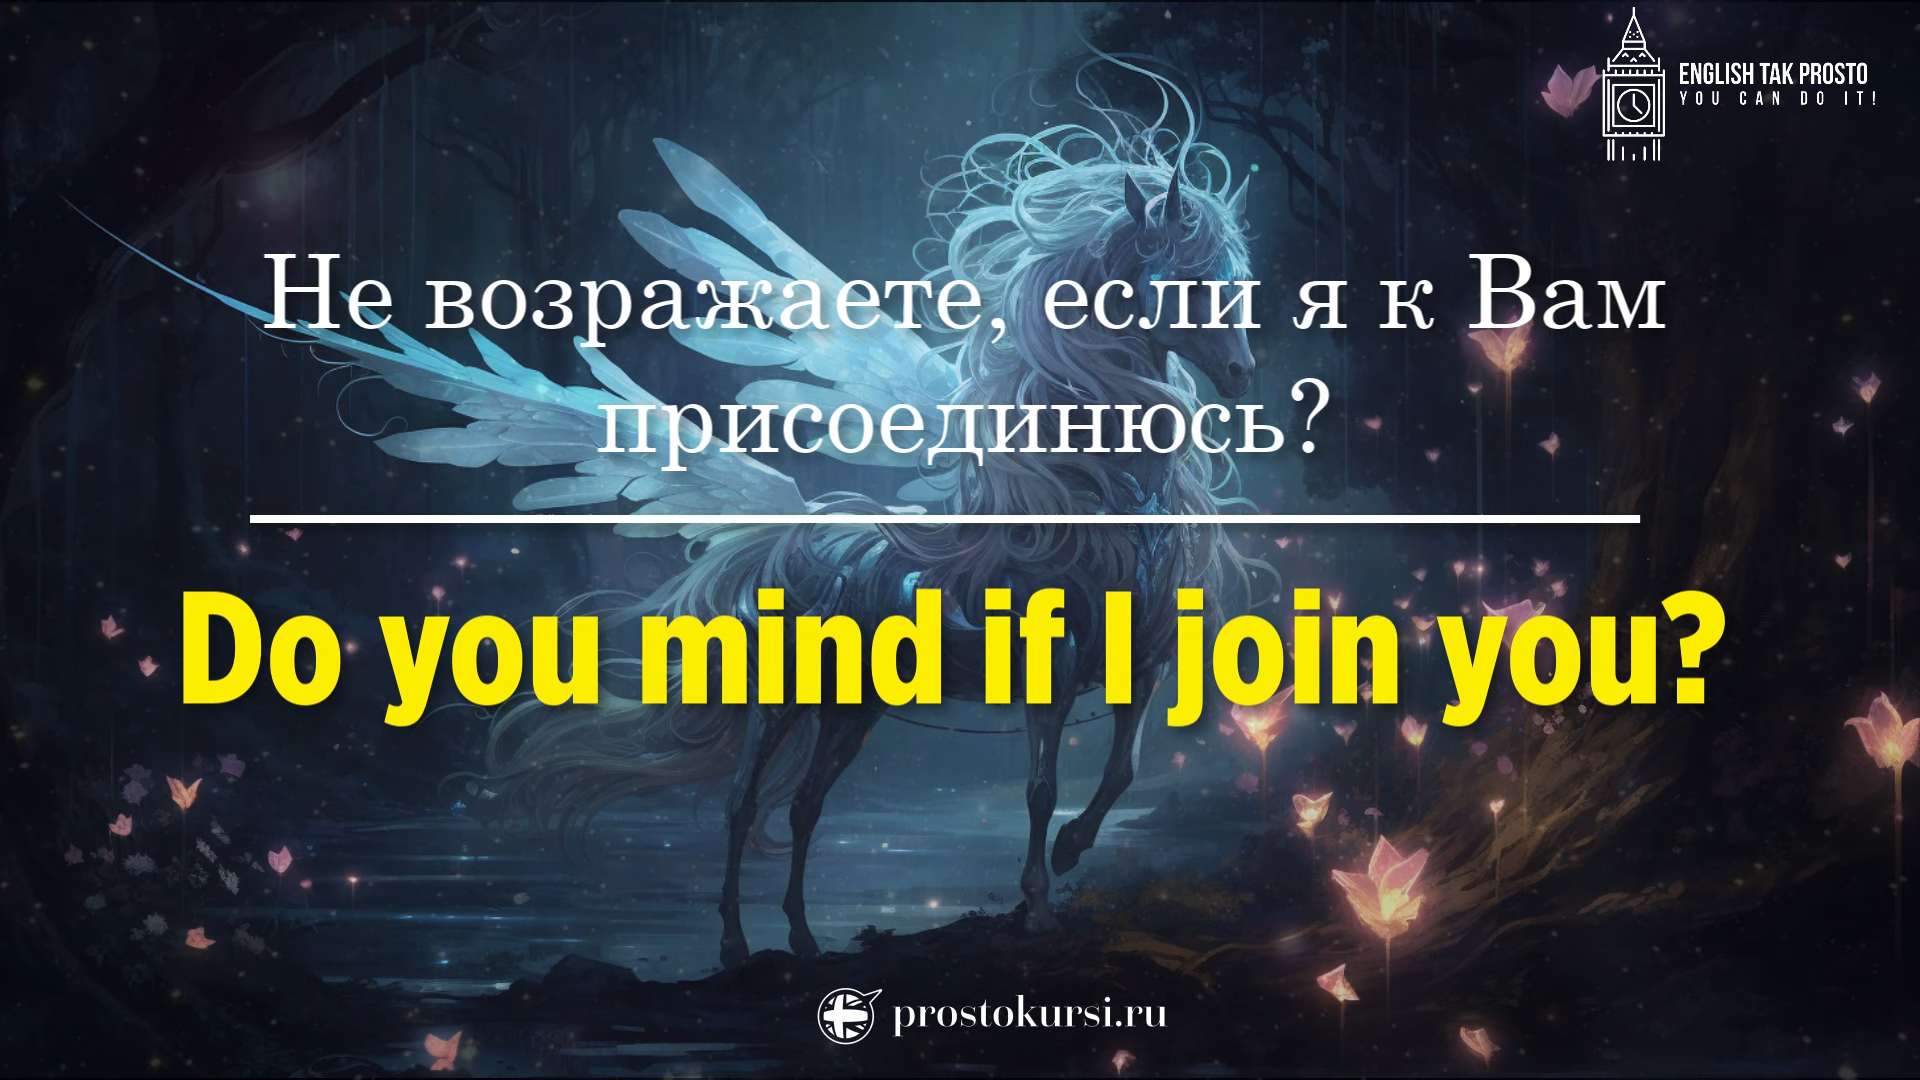 ENGLISH TAK PROSTO
YOU CAN DO IT!
Не возражаете, если я к Вам
присоединюсь?
Do you mind if I join you?
prostokursi.ru